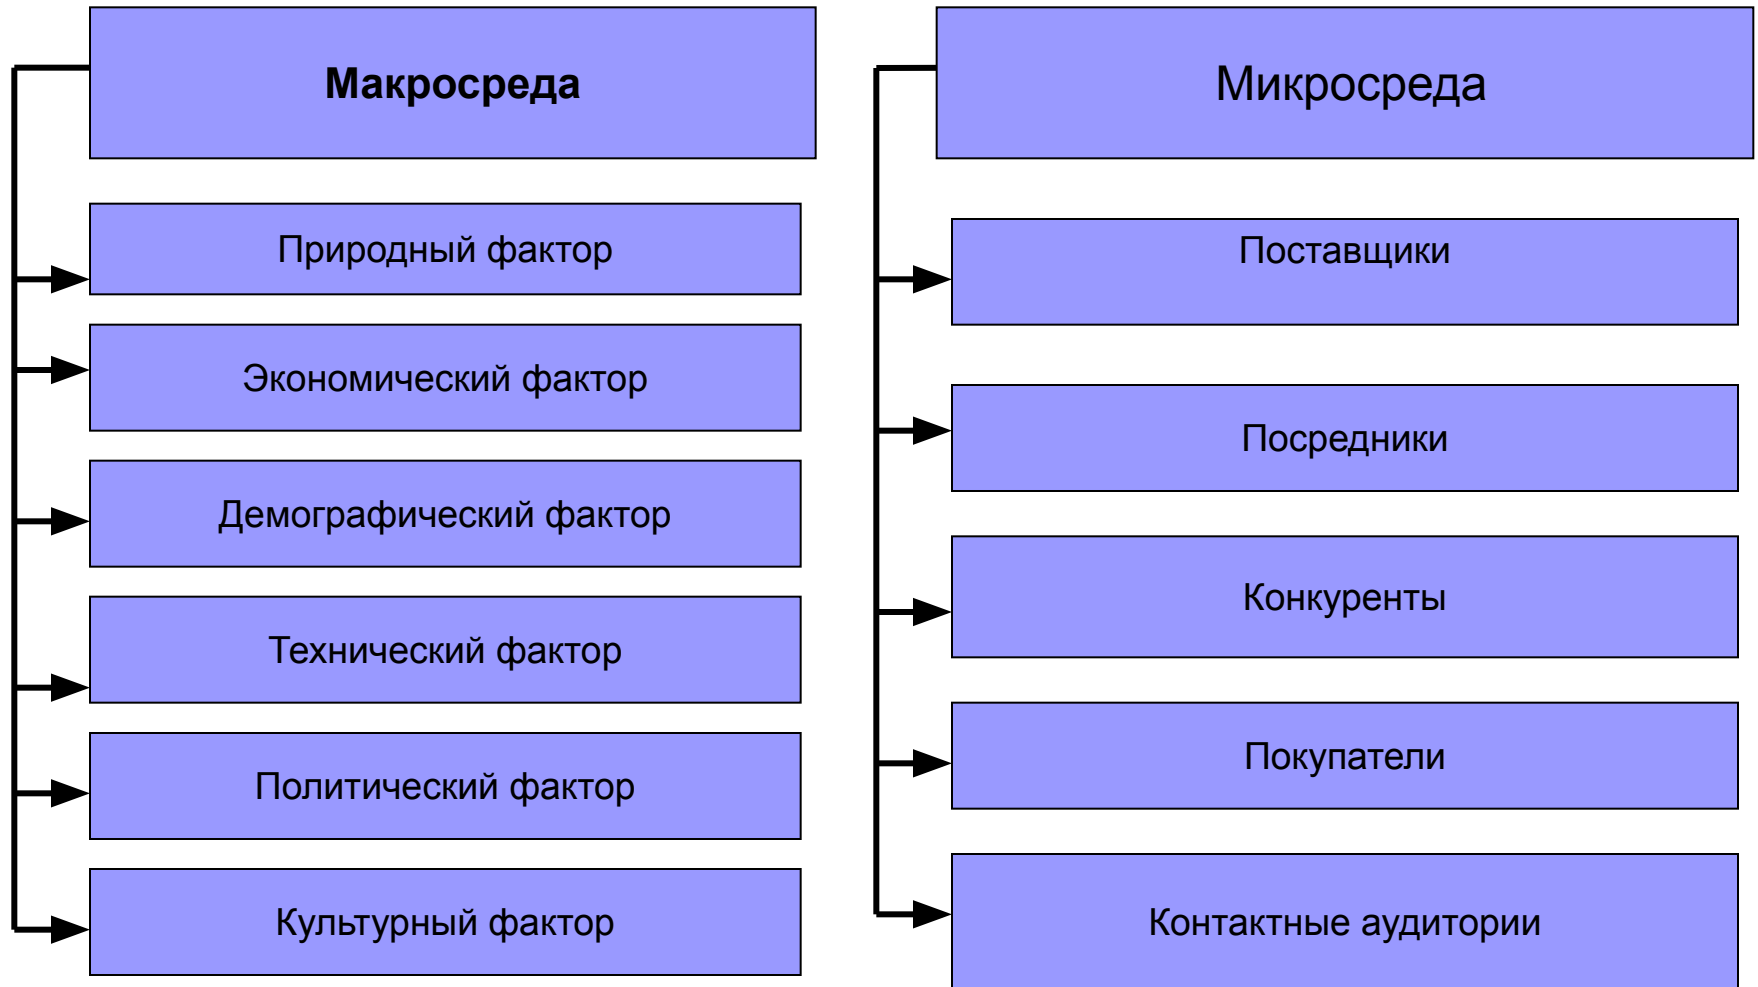 Макросреда
Природный фактор
Экономический фактор
Демографический фактор
Технический фактор
Политический фактор
Культурный фактор
Микросреда
Поставщики
Посредники
Конкуренты
Покупатели
Контактные аудитории